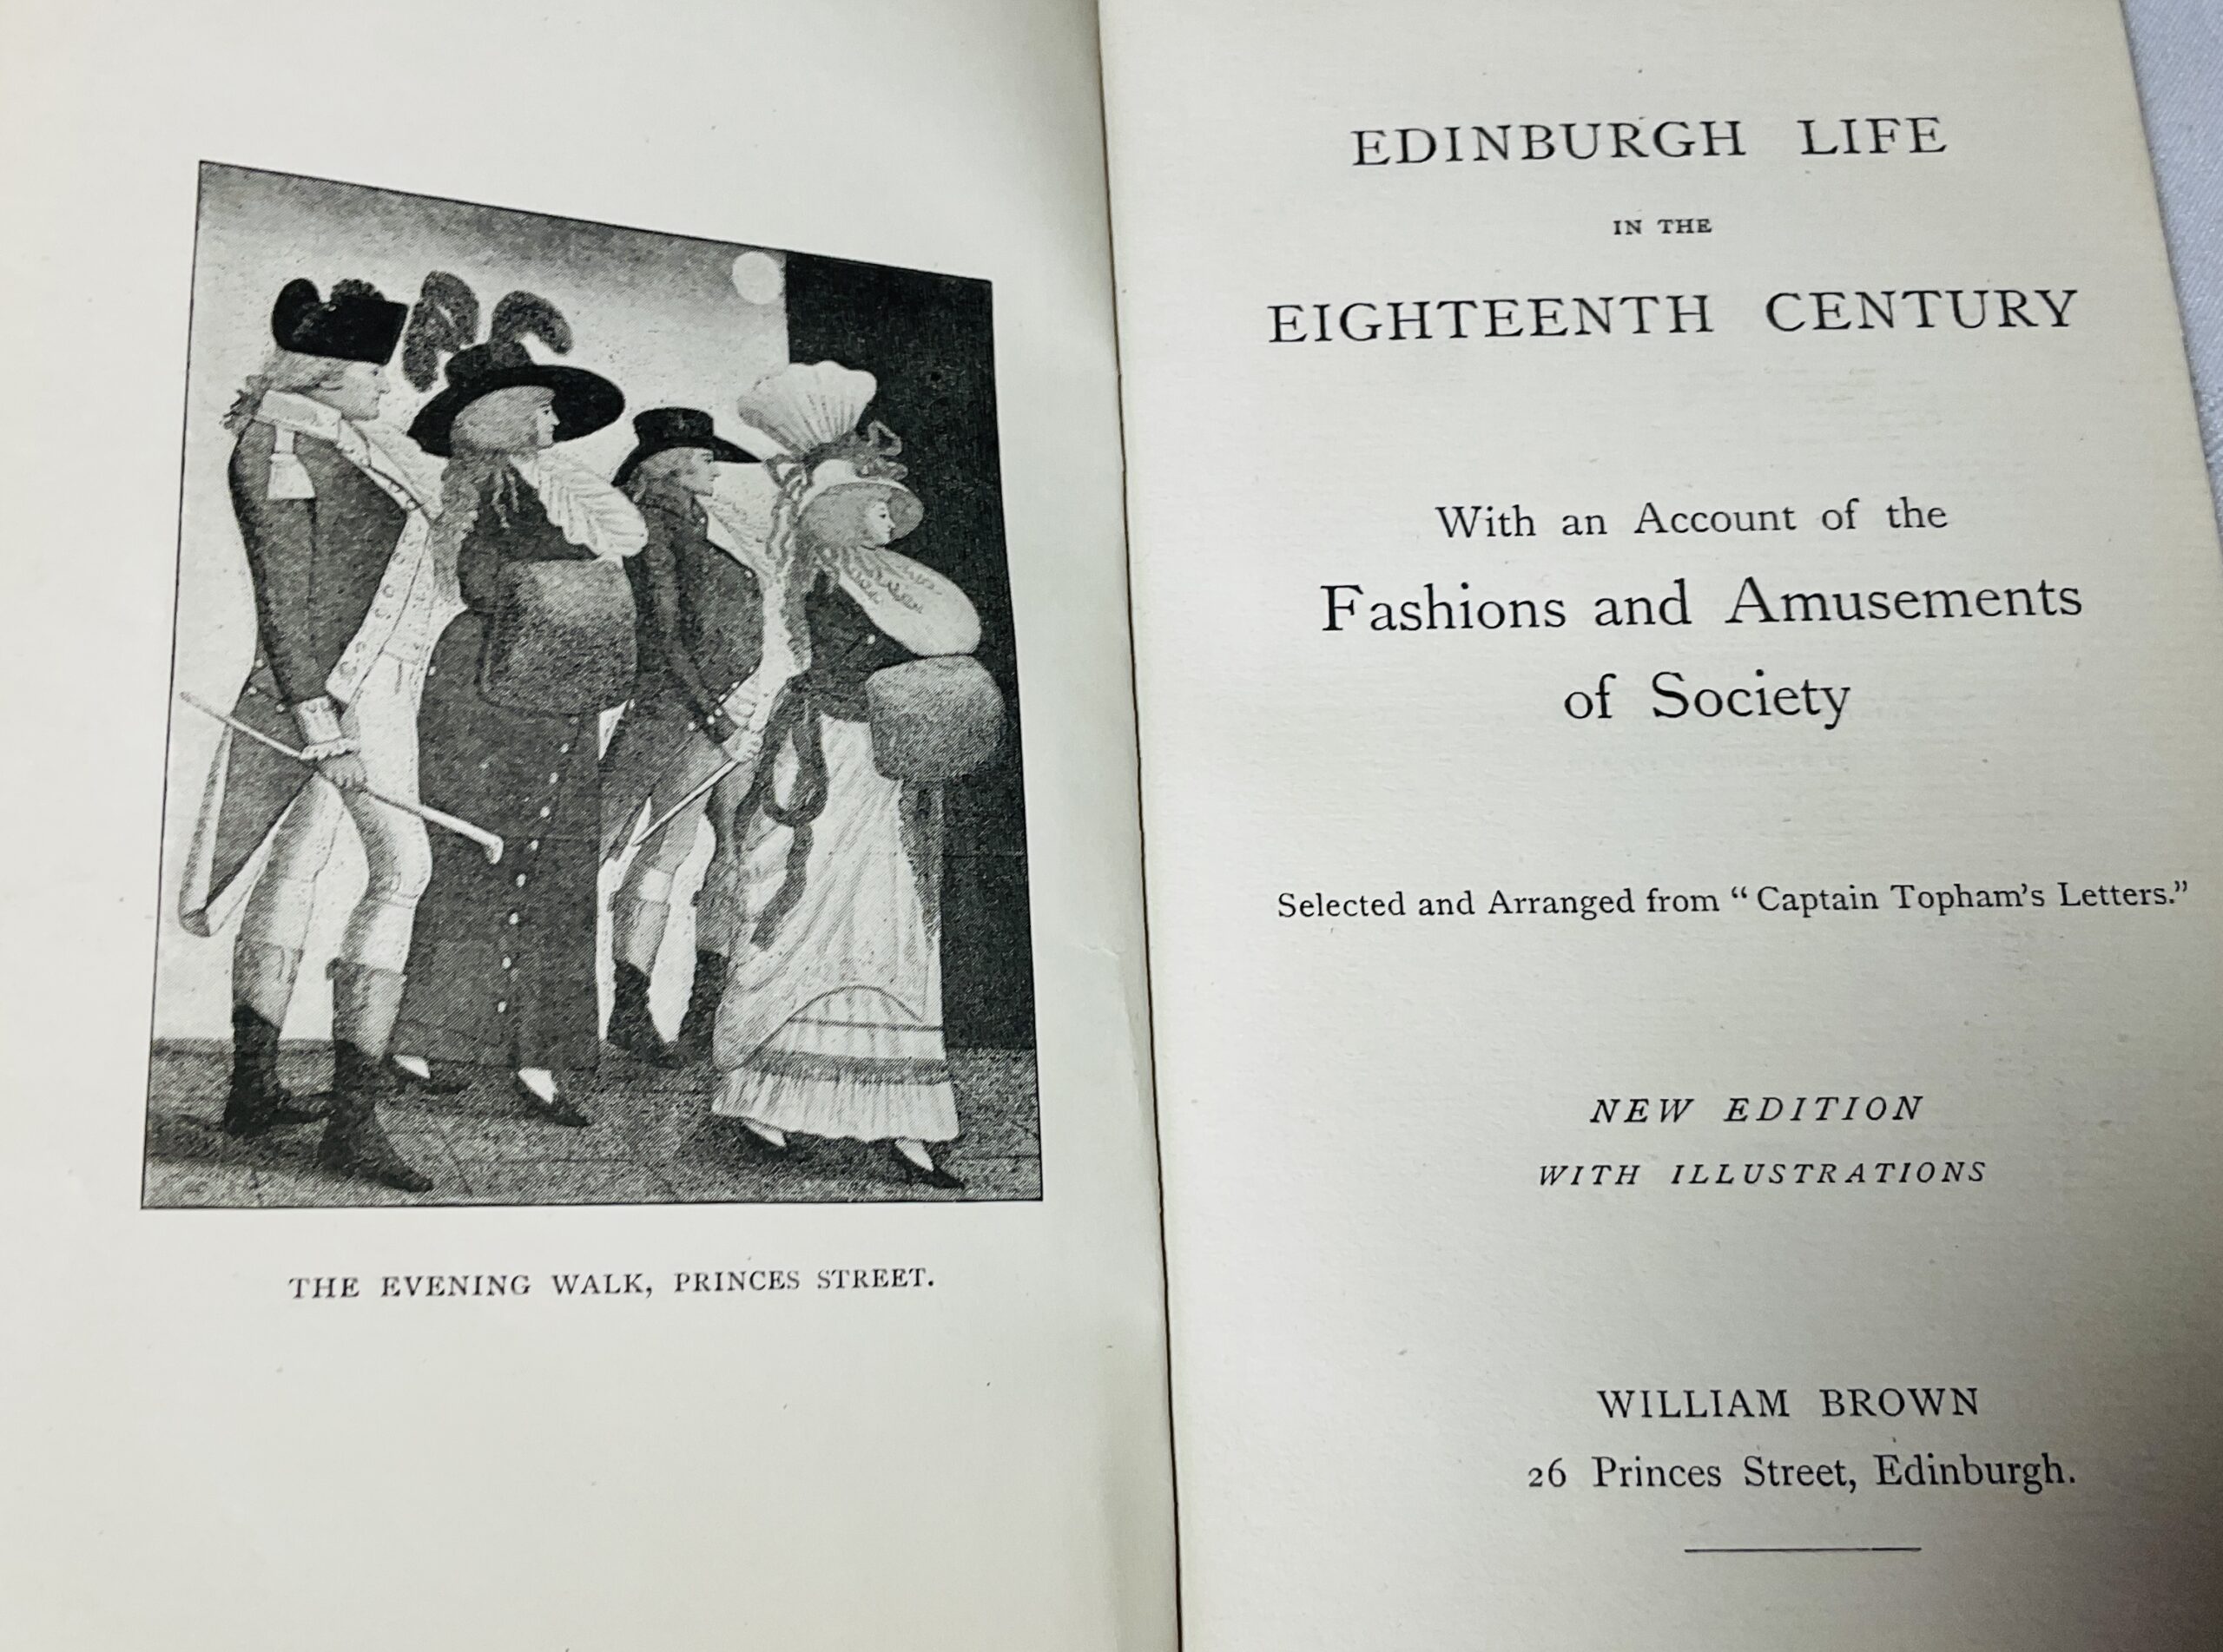 THE EVENING WALK, PRINCES STREET.
EDINBURGH LIFE
IN THE
EIGHTEENTH CENTURY
With an Account of the
Fashions and Amusements
of Society
Selected and Arranged from “Captain Topham’s Letters.”
NEW EDITION
WITH ILLUSTRATIONS
WILLIAM BROWN
26 Princes Street, Edinburgh.